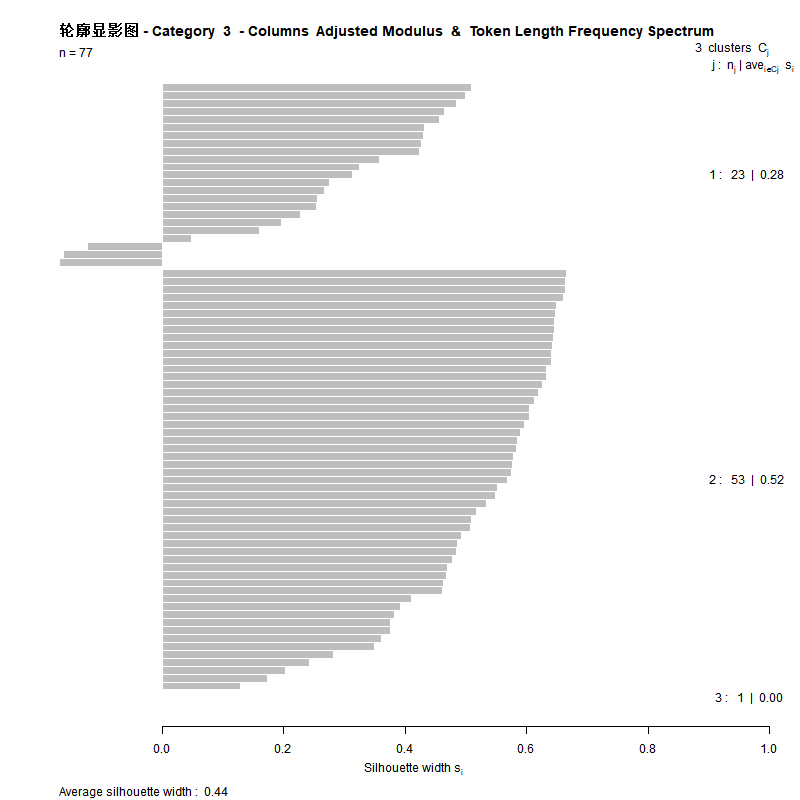 轮廓显影图 - Category 3 - Columns Adjusted Modulus & Token Length Frequency Spectrum
n = 77
3 clusters Cj
j : nj | avei∈Cj si
1 : 23 | 0.28
2 : 53 | 0.52
3 : 1 | 0.00
0.0 0.2 0.4 0.6 0.8 1.0
Silhouette width si
Average silhouette width : 0.44